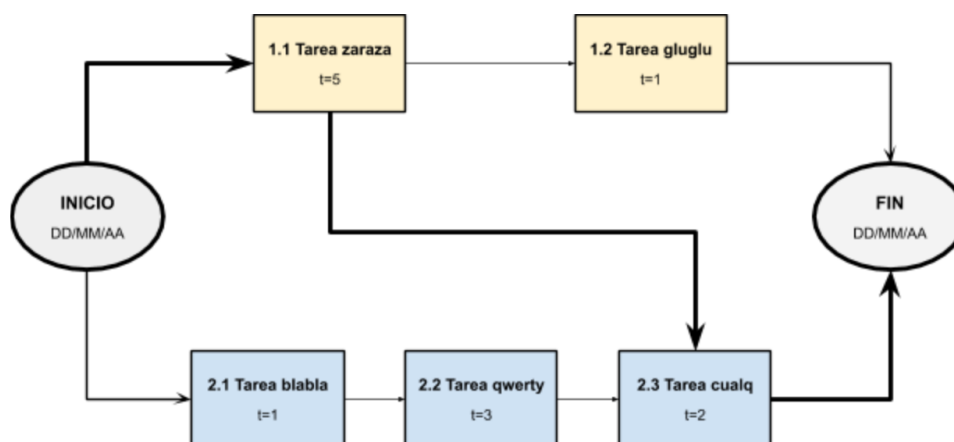 1.1 Tarea zaraza
t=5
1.2 Tarea gluglu
t=1
INICIO
DD/MM/AA
FIN
DD/MM/AA
2.1 Tarea blabla
t=1
2.2 Tarea qwerty
t=3
2.3 Tarea cualq
t=2